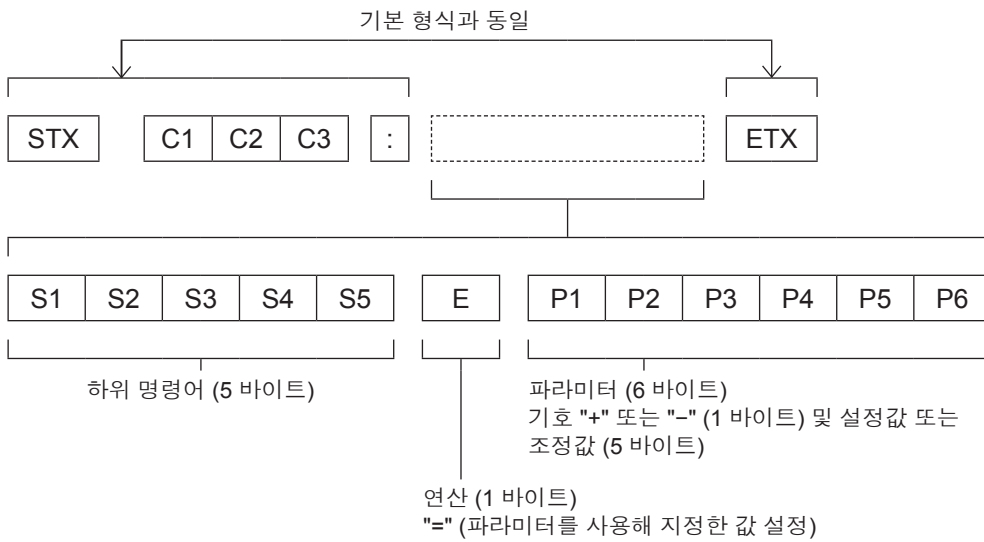 기본 형식과 동일
STX C1 C2 C3 : ETX
S1 S2 S3 S4 S5 E P1 P2 P3 P4 P5 P6
하위 명령어 (5 바이트)
파라미터 (6 바이트)
기호 "+" 또는 "−" (1 바이트) 및 설정값 또는
조정값 (5 바이트)
연산 (1 바이트)
"=" (파라미터를 사용해 지정한 값 설정)